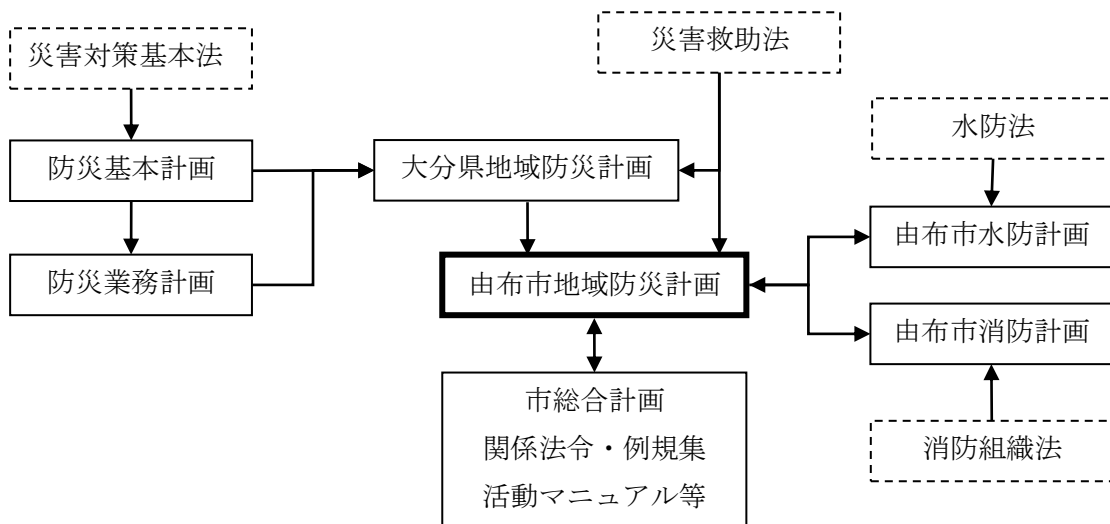 災害対策基本法
災害救助法
水防法
防災基本計画
大分県地域防災計画
由布市水防計画
防災業務計画
由布市地域防災計画
由布市消防計画
市総合計画
関係法令・例規集
活動マニュアル等
消防組織法